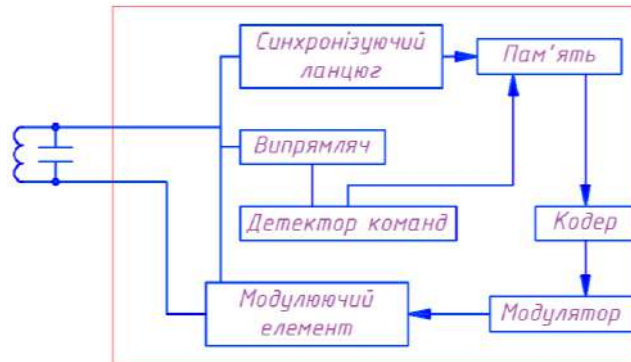 Синхронізуючий
ланцюг
Пам'ять
Випрямляч
Детектор команд
Кодер
Модулюючий
елемент
Модулятор